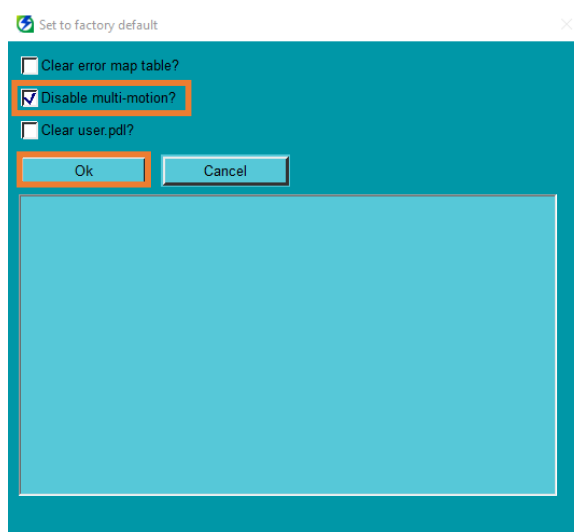 Set to factory default
Clear error map table?
Disable multi-motion?
Clear user.pdl?
Ok
Cancel